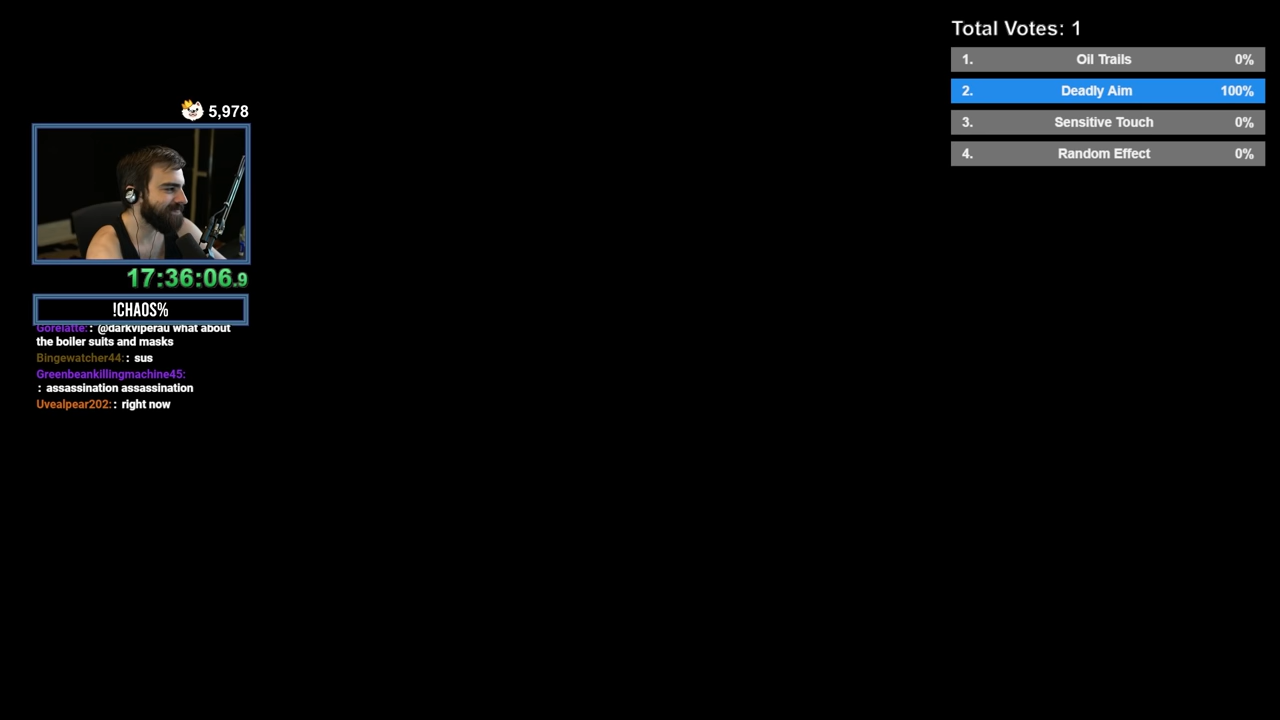 Total Votes: 1
1. Oil Trails 0%
2. Deadly Aim 100%
3. Sensitive Touch 0%
4. Random Effect 0%
5,978
17:36:06.9
!CHAOS%
Gorelatte: : @darkviperau what about
the boiler suits and masks
Bingewatcher44: : sus
Greenbeankillingmachine45:
: assassination assassination
Uvealpear202: : right now